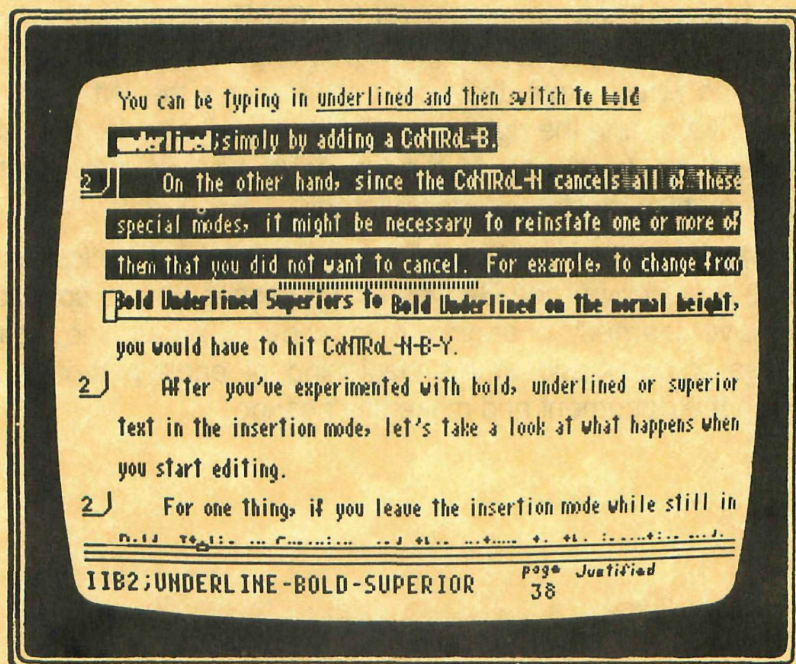 You can be typing in underlined and then switch to bold
underlined; simply by adding a CoNTRoL-B.
2 On the other hand, since the CoNTRoL-N cancels all of these
special modes, it might be necessary to reinstate one or more of
them that you did not want to cancel. For example, to change from
Bold Underlined Superiors to Bold Underlined on the normal height,
you would have to hit CoNTRoL-N-B-Y.
2 After you've experimented with bold, underlined or superior
text in the insertion mode, let's take a look at what happens when
you start editing.
2 For one thing, if you leave the insertion mode while still in
IIB2;UNDERLINE-BOLD-SUPERIOR page 38 Justified